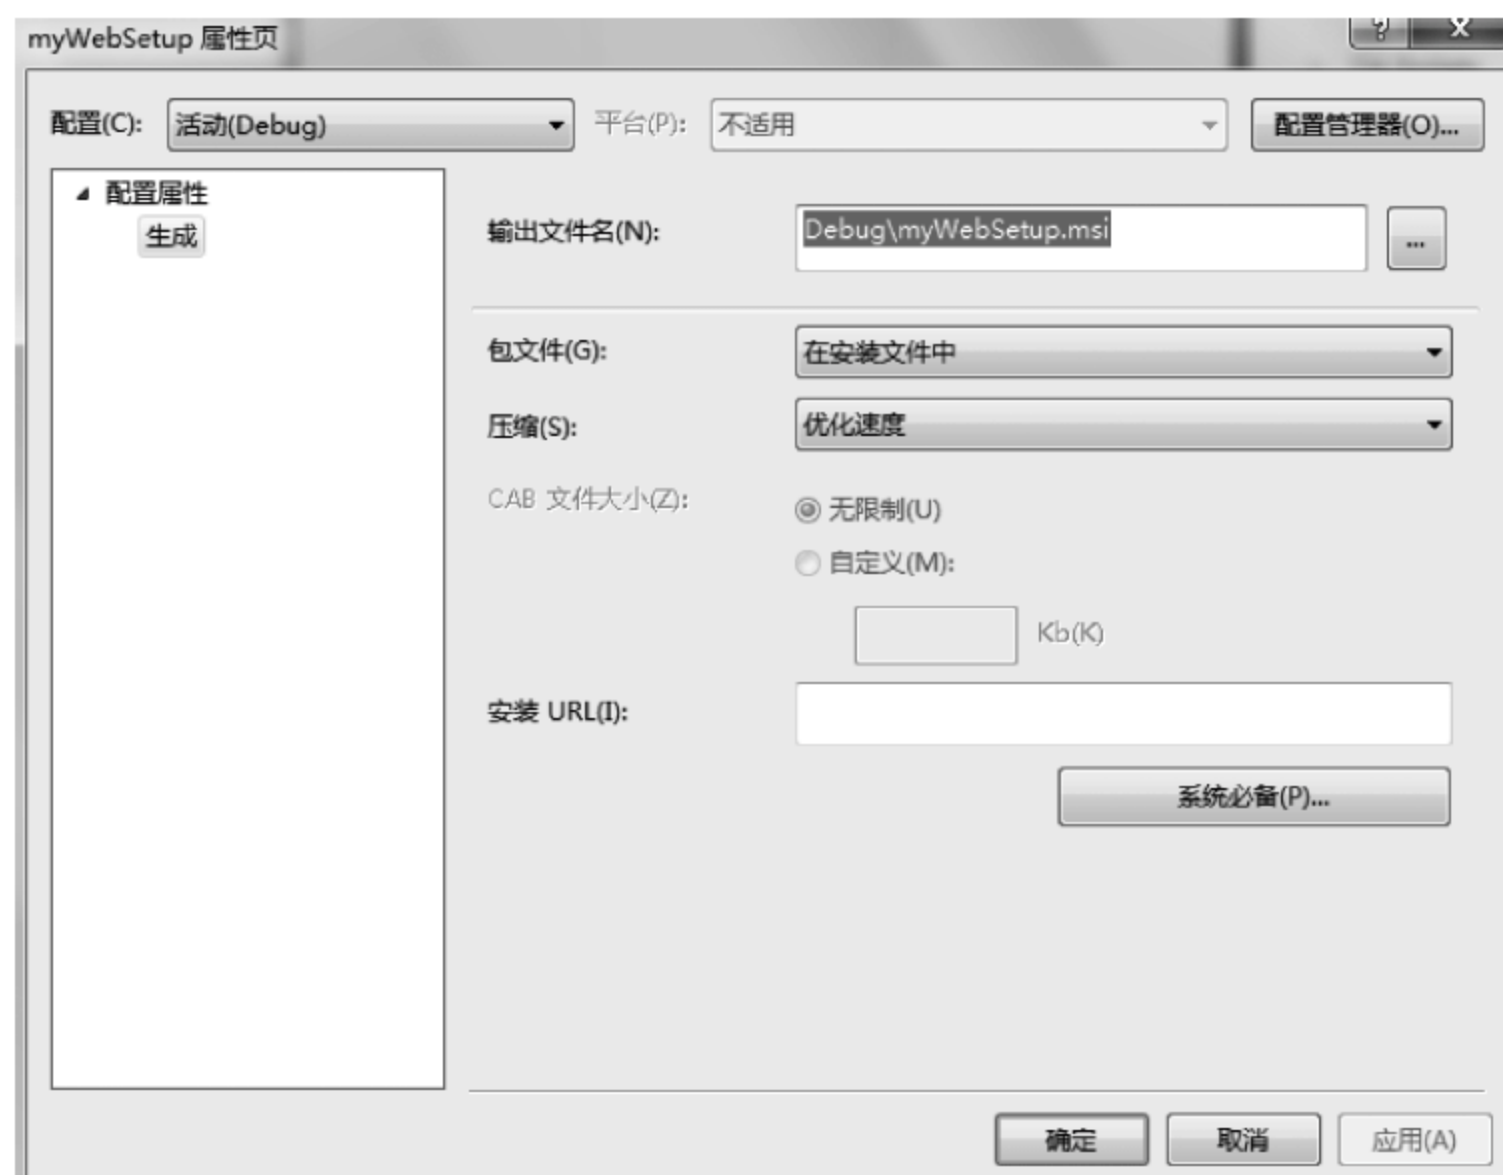 myWebSetup 属性页
? x
配置(C): 活动(Debug) 平台(P): 不适用 配置管理器(O)...
配置属性
生成
输出文件名(N): Debug\myWebSetup.msi ...
包文件(G): 在安装文件中
压缩(S): 优化速度
CAB 文件大小(Z): 无限制(U)
自定义(M):
Kb(K)
安装 URL(I):
系统必备(P)...
确定 取消 应用(A)